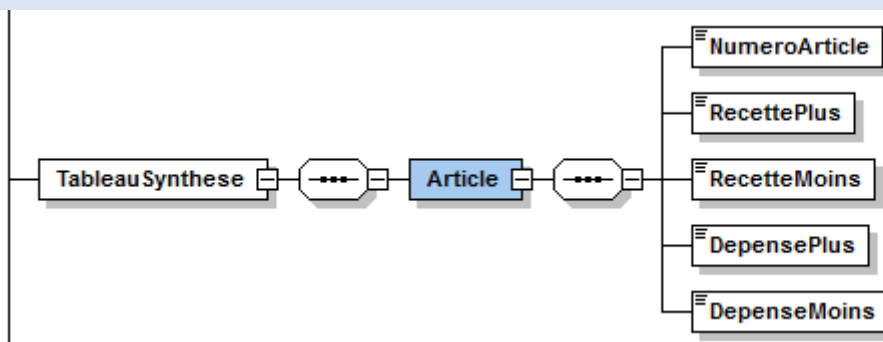 NumeroArticle
RecettePlus
TableauSynthese
Article
RecetteMoins
DepensePlus
DepenseMoins